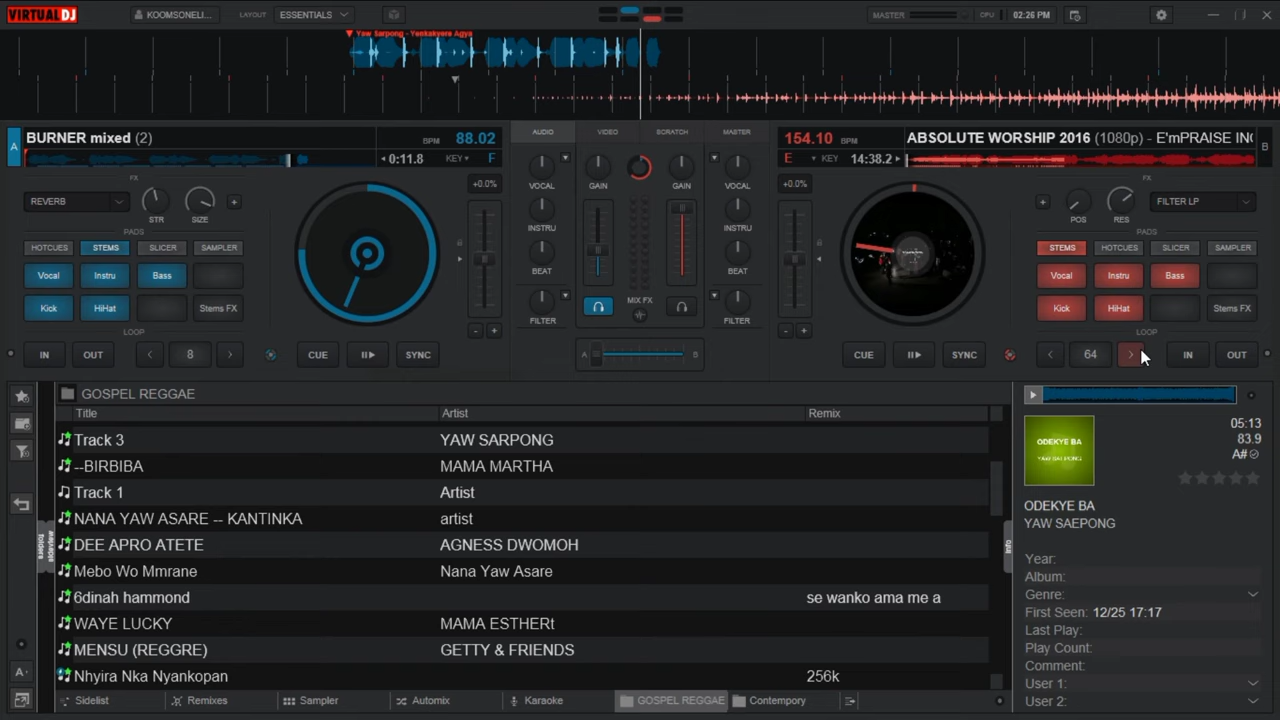 VIRTUAL DJ KOOMSONELI... LAYOUT ESSENTIALS MASTER CPU 02:26 PM
Yaw Sarpong - Yenkakyere Agya
A BURNER mixed (2) BPM 88.02
0:11.8 KEY F
AUDIO VIDEO SCRATCH MASTER
154.10 BPM ABSOLUTE WORSHIP 2016 (1080p) - E'mPRAISE INC B
E KEY 14:38.2
FX
REVERB STR SIZE +
+0.0%
PADS
HOTCUES STEMS SLICER SAMPLER
Vocal Instru Bass
Kick HiHat Stems FX
LOOP
IN OUT 8 CUE SYNC
- +
VOCAL GAIN GAIN VOCAL
INSTRU INSTRU
BEAT BEAT
MIX FX
FILTER FILTER
A B
+0.0%
- +
FX
+ POS RES FILTER LP
PADS
STEMS HOTCUES SLICER SAMPLER
Vocal Instru Bass
Kick HiHat Stems FX
LOOP
CUE SYNC 64 IN OUT
GOSPEL REGGAE
Title Artist Remix
Track 3 YAW SARPONG
--BIRBIBA MAMA MARTHA
Track 1 Artist
NANA YAW ASARE -- KANTINKA artist
DEE APRO ATETE AGNESS DWOMOH
Mebo Wo Mmrane Nana Yaw Asare
6dinah hammond se wanko ama me a
WAYE LUCKY MAMA ESTHERt
MENSU (REGGRE) GETTY & FRIENDS
Nhyira Nka Nyankopan 256k
folders
sideview
info
A
Sidelist Remixes Sampler Automix Karaoke GOSPEL REGGAE Contempory
ODEKYE BA
YAW SAEPONG
05:13
83.9
A#
ODEKYE BA
YAW SAEPONG
Year:
Album:
Genre:
First Seen: 12/25 17:17
Last Play:
Play Count:
Comment:
User 1:
User 2: